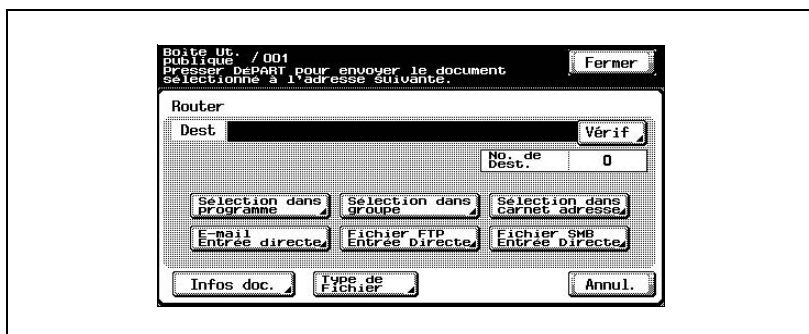 Boîte Ut.
publique / 001
Presser DéPART pour envoyer le document
sélectionné à l'adresse suivante.
Fermer
Router
Dest
Vérif
No. de
Dest.
0
Sélection dans
programme
Sélection dans
groupe
Sélection dans
carnet adresse
E-mail
Entrée directe
Fichier FTP
Entrée Directe
Fichier SMB
Entrée Directe
Infos doc.
Type de
Fichier
Annul.